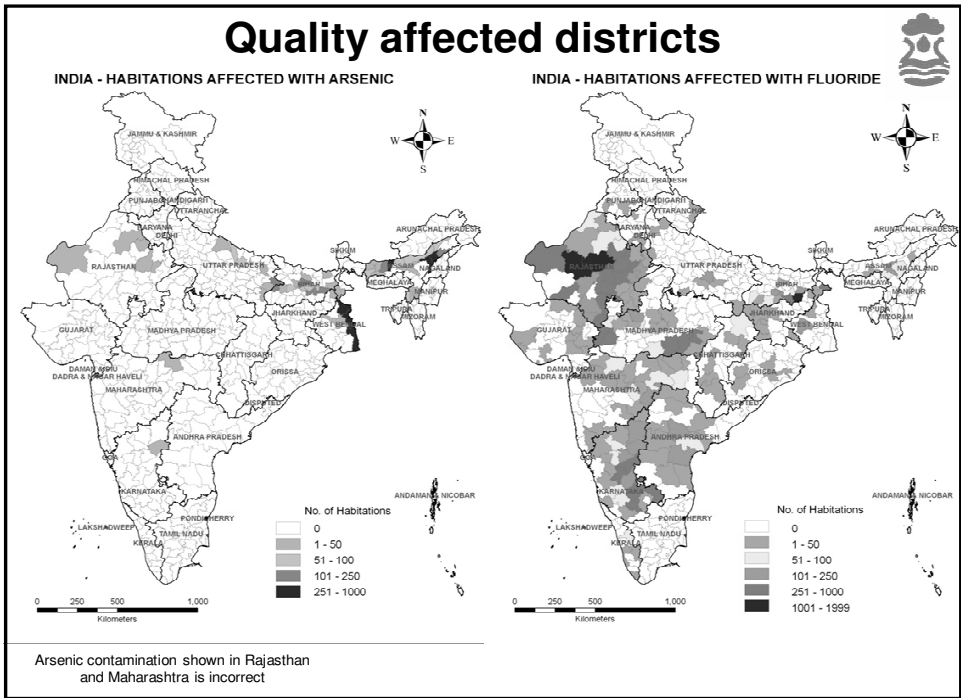 Quality affected districts
INDIA - HABITATIONS AFFECTED WITH ARSENIC
N
W E
S
JAMMU & KASHMIR
HIMACHAL PRADESH
PUNJAB CHANDIGARH
UTTARANCHAL
HARYANA
DELHI
ARUNACHAL PRADESH
SIKKIM
RAJASTHAN
UTTAR PRADESH
ASSAM
NAGALAND
BIHAR
MEGHALAYA
MANIPUR
JHARKHAND
TRIPURA
MIZORAM
WEST BENGAL
GUJARAT
MADHYA PRADESH
CHHATTISGARH
DAMAN & DIU
DADRA & NAGAR HAVELI
ORISSA
MAHARASHTRA
DISPUTED
ANDHRA PRADESH
GOA
KARNATAKA
ANDAMAN & NICOBAR
PONDICHERRY
LAKSHADWEEP
TAMIL NADU
KERALA
No. of Habitations
0
1 - 50
51 - 100
101 - 250
251 - 1000
0 250 500 1,000
Kilometers
INDIA - HABITATIONS AFFECTED WITH FLUORIDE
N
W E
S
JAMMU & KASHMIR
HIMACHAL PRADESH
PUNJAB CHANDIGARH
UTTARANCHAL
HARYANA
DELHI
ARUNACHAL PRADESH
SIKKIM
RAJASTHAN
UTTAR PRADESH
ASSAM
NAGALAND
BIHAR
MEGHALAYA
MANIPUR
JHARKHAND
TRIPURA
MIZORAM
WEST BENGAL
GUJARAT
MADHYA PRADESH
CHHATTISGARH
DAMAN & DIU
DADRA & NAGAR HAVELI
ORISSA
MAHARASHTRA
DISPUTED
ANDHRA PRADESH
GOA
KARNATAKA
ANDAMAN & NICOBAR
PONDICHERRY
LAKSHADWEEP
TAMIL NADU
KERALA
No. of Habitations
0
1 - 50
51 - 100
101 - 250
251 - 1000
1001 - 1999
0 250 500 1,000
Kilometers
Arsenic contamination shown in Rajasthan
and Maharashtra is incorrect